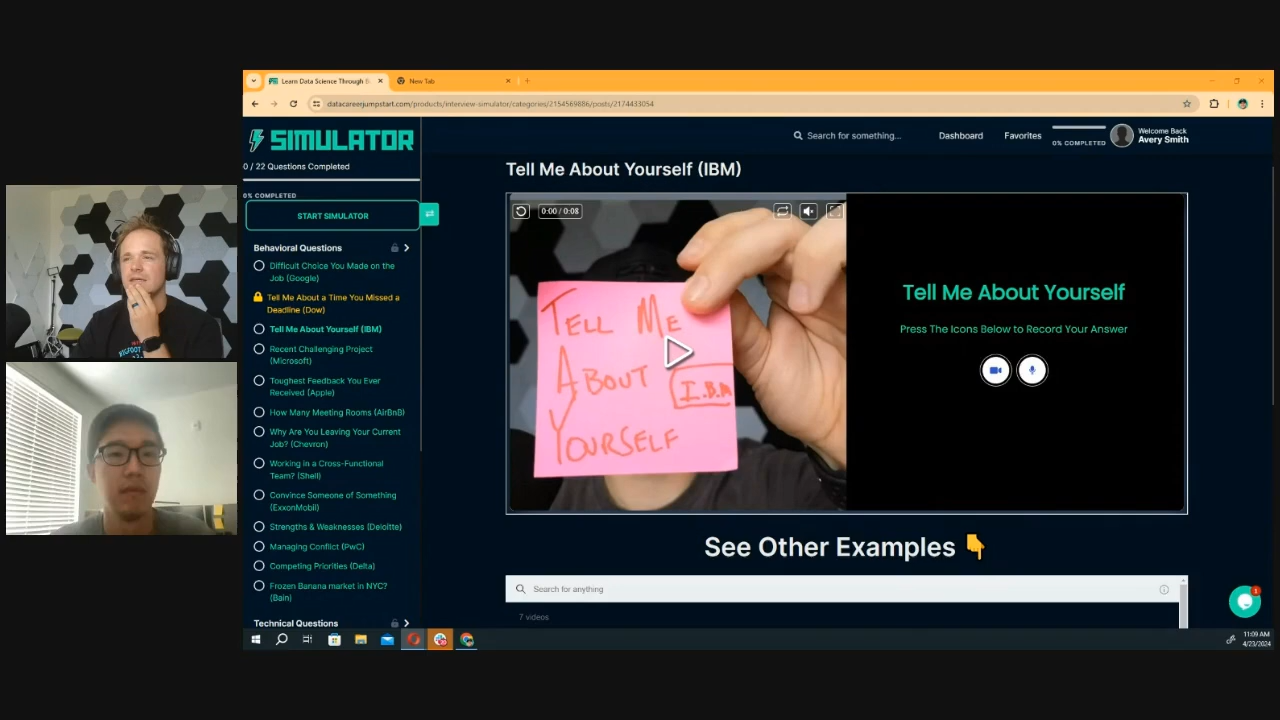 Learn Data Science Through B
New Tab
datacareerjumpstart.com/products/interview-simulator/categories/2154569886/posts/2174433054
SIMULATOR
0 / 22 Questions Completed
0% COMPLETED
START SIMULATOR
Behavioral Questions
Difficult Choice You Made on the
Job (Google)
Tell Me About a Time You Missed a
Deadline (Dow)
Tell Me About Yourself (IBM)
Recent Challenging Project
(Microsoft)
Toughest Feedback You Ever
Received (Apple)
How Many Meeting Rooms (AirBnB)
Why Are You Leaving Your Current
Job? (Chevron)
Working in a Cross-Functional
Team? (Shell)
Convince Someone of Something
(ExxonMobil)
Strengths & Weaknesses (Deloitte)
Managing Conflict (PwC)
Competing Priorities (Delta)
Frozen Banana market in NYC?
(Bain)
Technical Questions
Search for something...
Dashboard
Favorites
0% COMPLETED
Welcome Back
Avery Smith
Tell Me About Yourself (IBM)
0:00 / 0:08
TELL ME
ABOUT I.B.M
YOURSELF
Tell Me About Yourself
Press The Icons Below to Record Your Answer
See Other Examples
Search for anything
7 videos
1
11:09 AM
4/23/2024
BIGFOOT